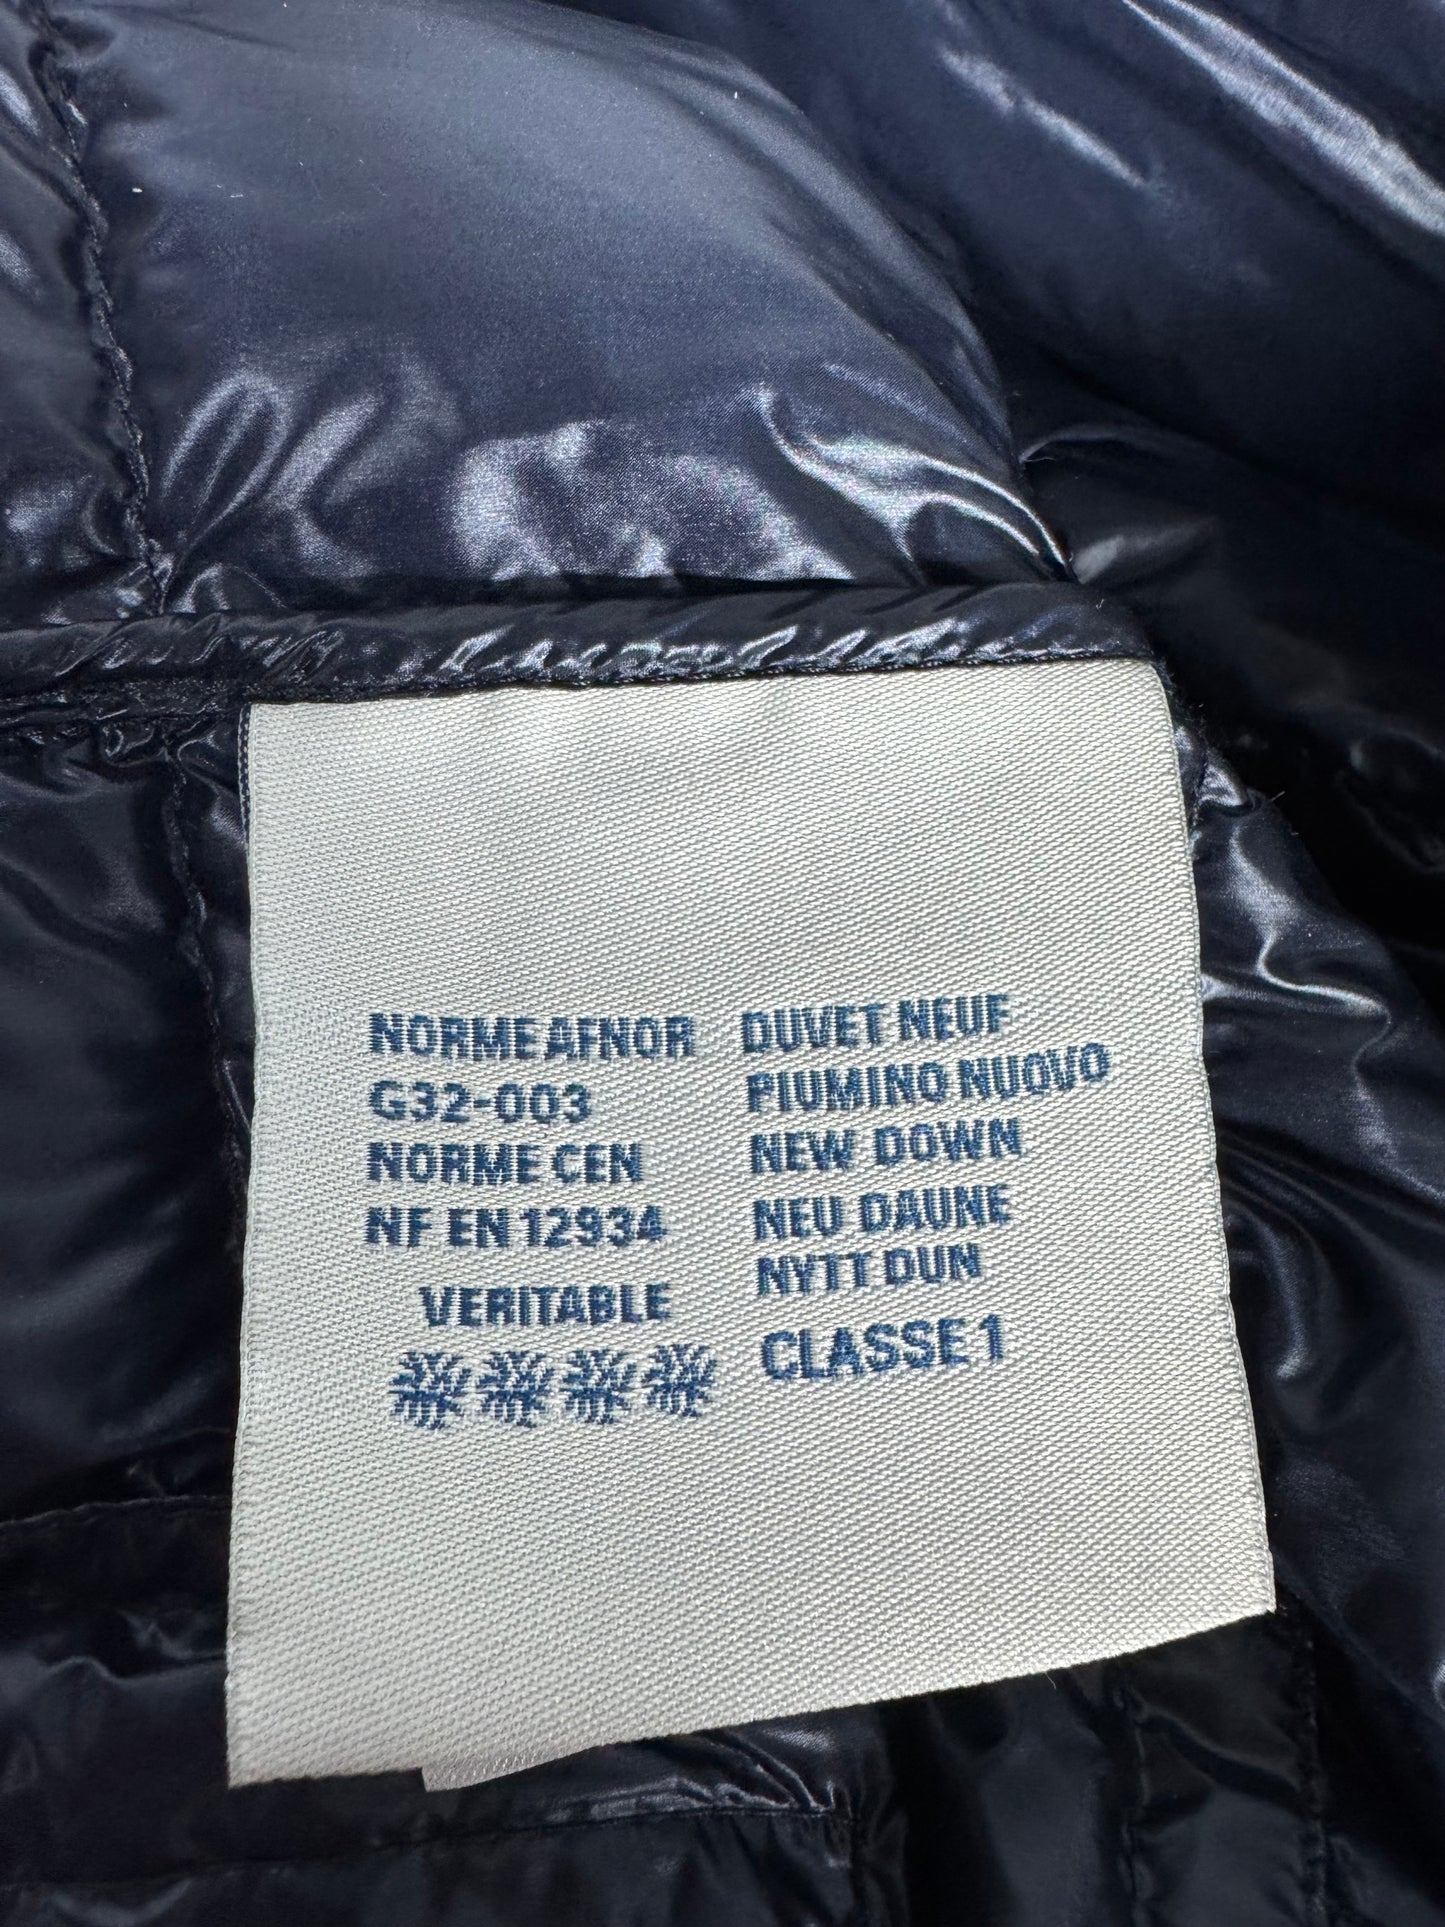 NORME AFNOR
G32-003
NORME CEN
NF EN 12934
VERITABLE
DUVET NEUF
PIUMINO NUOVO
NEW DOWN
NEU DAUNE
NYTT DUN
CLASSE 1